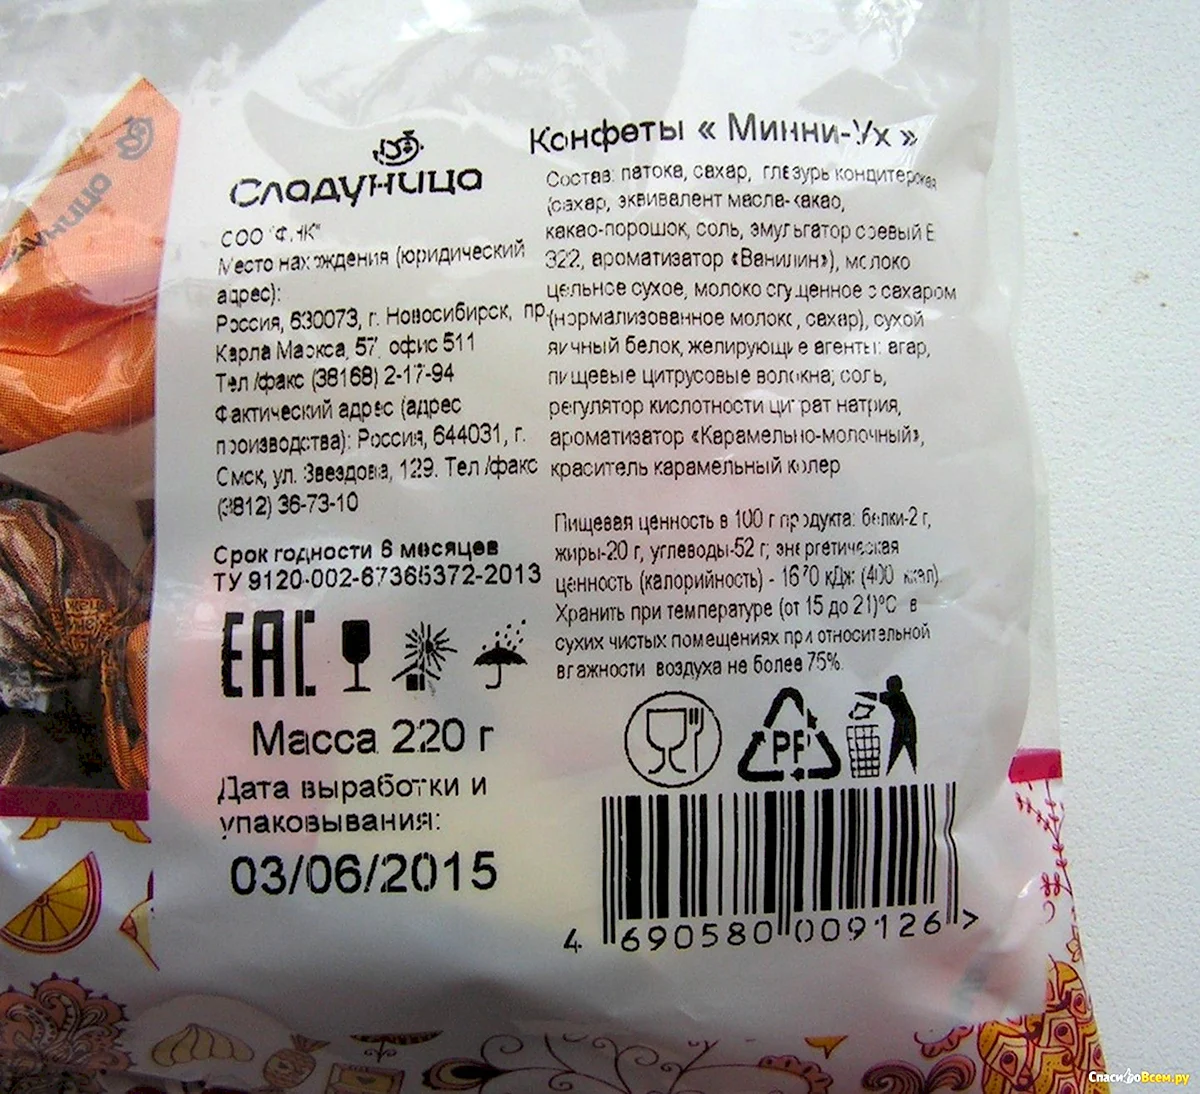 Сладуница
ООО "ФНК"
Место нахождения (юридический
адрес):
Россия, 630073, г. Новосибирск, пр.
Карла Маркса, 57, офис 511
Тел./факс (38168) 2-17-94
Фактический адрес (адрес
производства): Россия, 644031, г.
Омск, ул. Звездова, 129. Тел./факс
(3812) 36-73-10
Срок годности 6 месяцев
ТУ 9120-002-67365372-2013
ЕАС
Масса 220 г
Дата выработки и
упаковывания:
03/06/2015
Конфеты « Минни-Ух »
Состав: патока, сахар, глазурь кондитерская
(сахар, эквивалент масла-какао,
какао-порошок, соль, эмульгатор соевый Е
322, ароматизатор «Ванилин»), молоко
цельное сухое, молоко сгущенное с сахаром
(нормализованное молоко, сахар), сухой
яичный белок, желирующие агенты: агар,
пищевые цитрусовые волокна; соль,
регулятор кислотности цитрат натрия,
ароматизатор «Карамельно-молочный»,
краситель карамельный колер
Пищевая ценность в 100 г продукта: белки-2 г,
жиры-20 г, углеводы-52 г; энергетическая
ценность (калорийность) - 1670 кДж (400 ккал).
Хранить при температуре (от 15 до 21)°С в
сухих чистых помещениях при относительной
влажности воздуха не более 75%.
PP
4 690580 009126 >
Сладуница
СпасибоВсем.ру